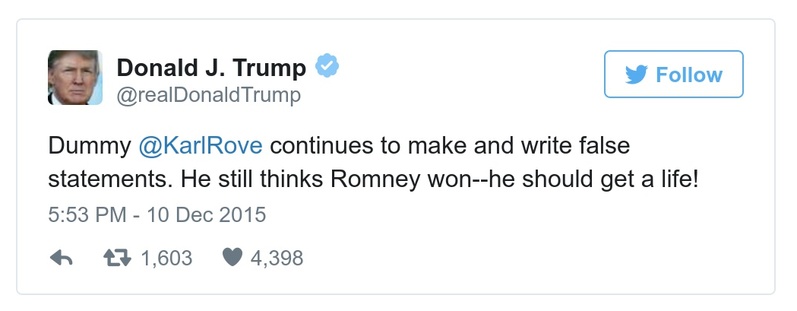 Donald J. Trump
@realDonaldTrump
Follow
Dummy @KarlRove continues to make and write false
statements. He still thinks Romney won--he should get a life!
5:53 PM - 10 Dec 2015
1,603 4,398